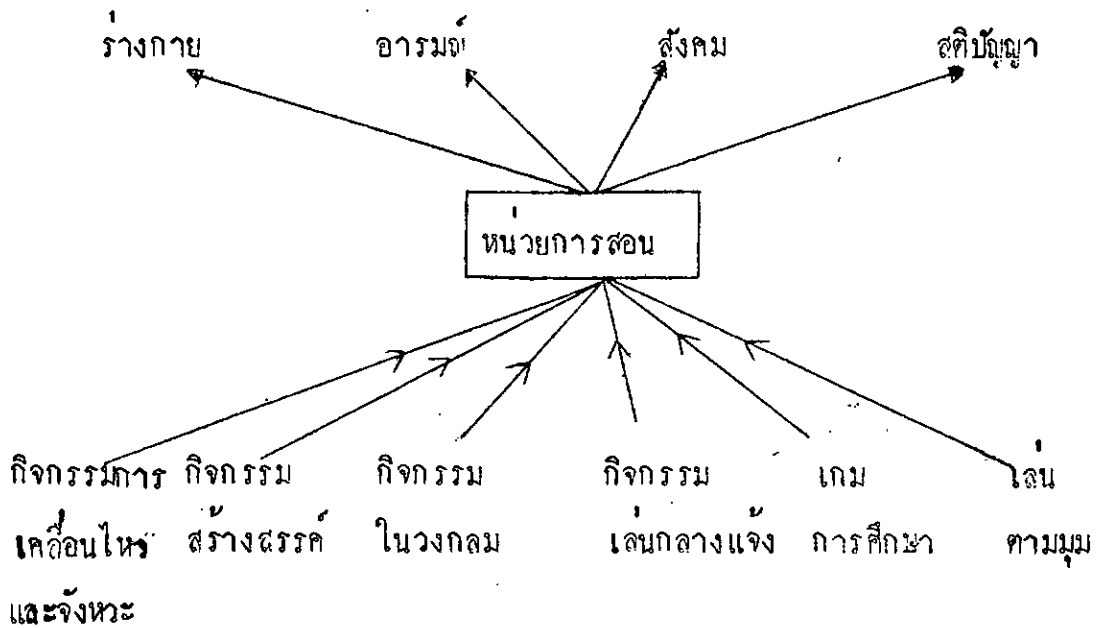 ร่างกาย อารมณ์ สังคม สติปัญญา
หน่วยการสอน
กิจกรรมการ กิจกรรม กิจกรรม กิจกรรม เกม เล่น
เคลื่อนไหว สร้างสรรค์ ในวงกลม เล่นกลางแจ้ง การศึกษา ตามมุม
และจังหวะ